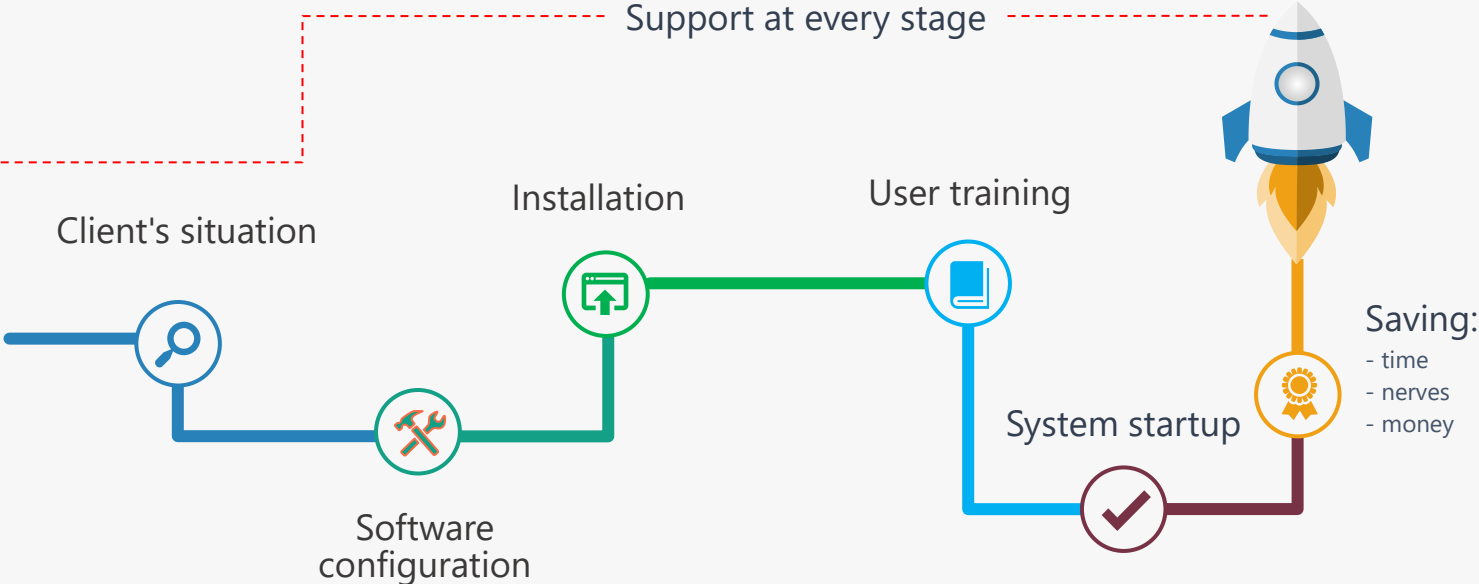 Support at every stage
Client's situation
Installation
User training
Software
configuration
System startup
Saving:
- time
- nerves
- money